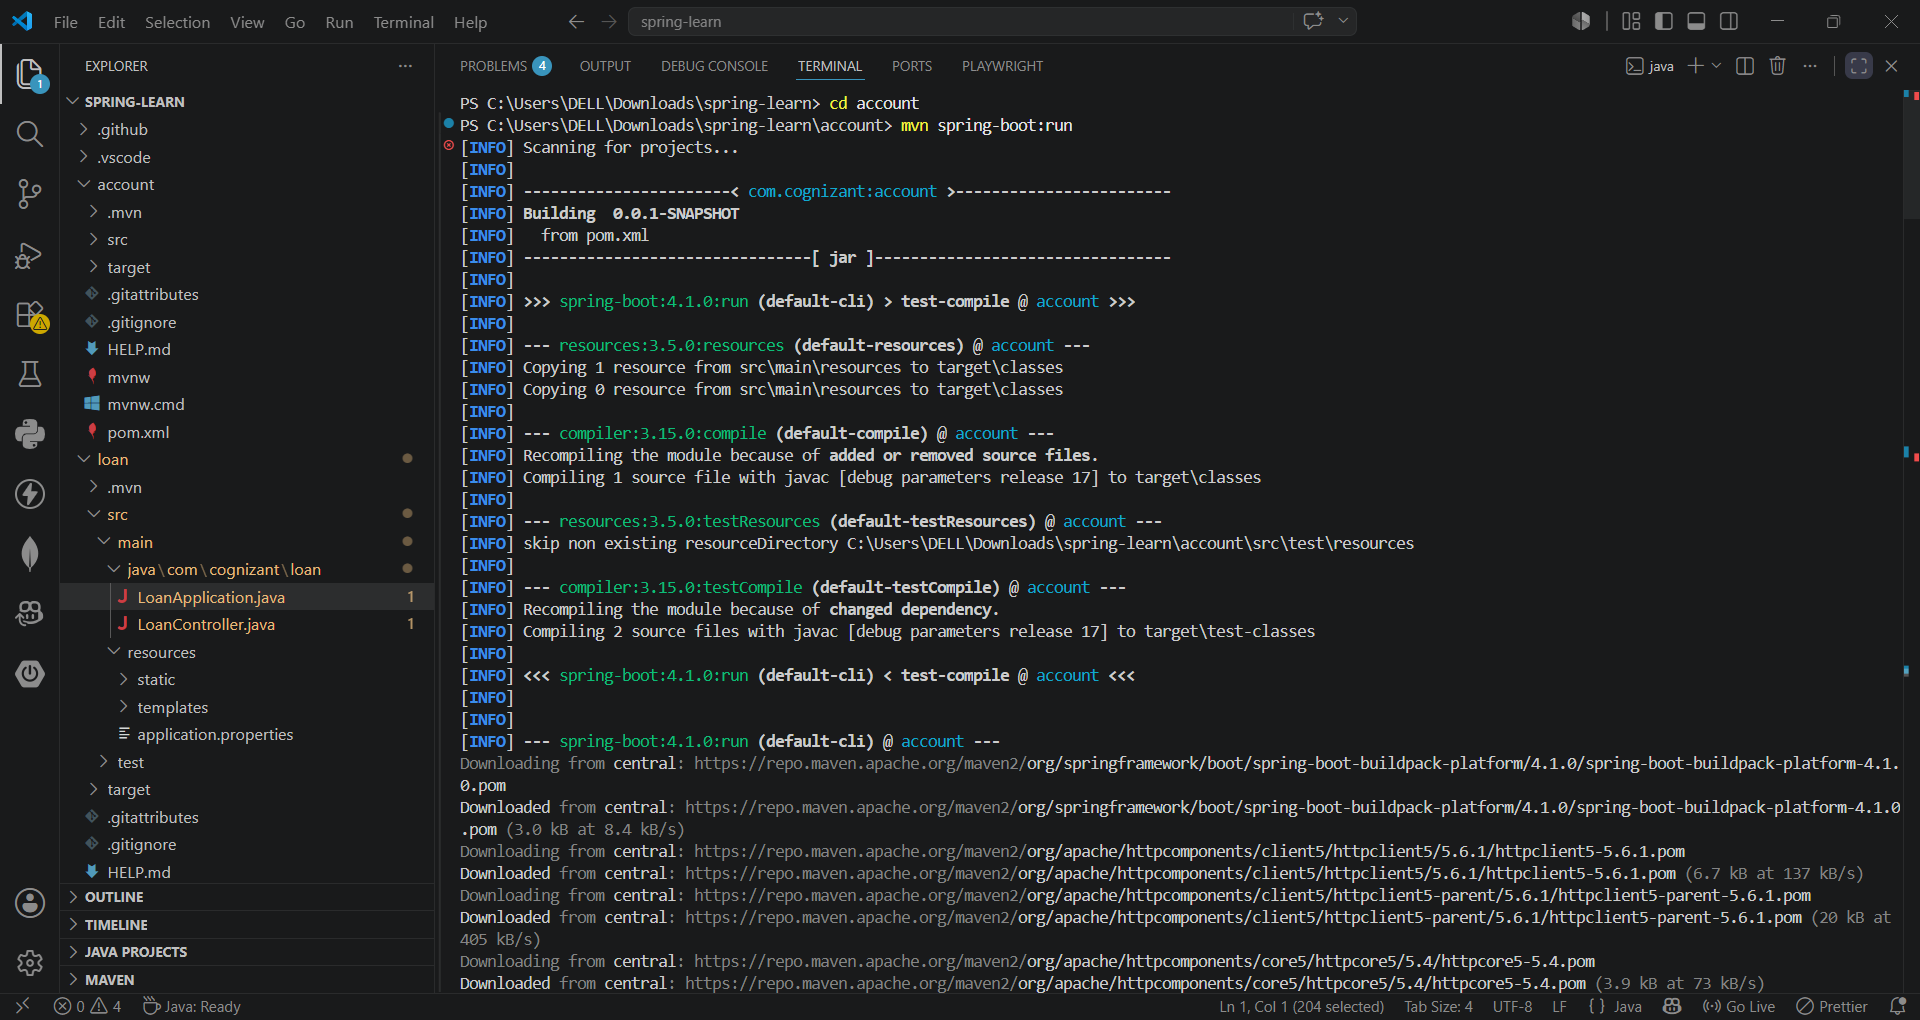 File Edit Selection View Go Run Terminal Help
spring-learn
EXPLORER
SPRING-LEARN
.github
.vscode
account
.mvn
src
target
.gitattributes
.gitignore
HELP.md
mvnw
mvnw.cmd
pom.xml
loan
.mvn
src
main
java\com\cognizant\loan
LoanApplication.java 1
LoanController.java 1
resources
static
templates
application.properties
test
target
.gitattributes
.gitignore
HELP.md
OUTLINE
TIMELINE
JAVA PROJECTS
MAVEN
1
PROBLEMS 4 OUTPUT DEBUG CONSOLE TERMINAL PORTS PLAYWRIGHT
java
PS C:\Users\DELL\Downloads\spring-learn> cd account
PS C:\Users\DELL\Downloads\spring-learn\account> mvn spring-boot:run
[INFO] Scanning for projects...
[INFO]
[INFO] -----------------------< com.cognizant:account >------------------------
[INFO] Building  0.0.1-SNAPSHOT
[INFO]   from pom.xml
[INFO] --------------------------------[ jar ]---------------------------------
[INFO]
[INFO] >>> spring-boot:4.1.0:run (default-cli) > test-compile @ account >>>
[INFO]
[INFO] --- resources:3.5.0:resources (default-resources) @ account ---
[INFO] Copying 1 resource from src\main\resources to target\classes
[INFO] Copying 0 resource from src\main\resources to target\classes
[INFO]
[INFO] --- compiler:3.15.0:compile (default-compile) @ account ---
[INFO] Recompiling the module because of added or removed source files.
[INFO] Compiling 1 source file with javac [debug parameters release 17] to target\classes
[INFO]
[INFO] --- resources:3.5.0:testResources (default-testResources) @ account ---
[INFO] skip non existing resourceDirectory C:\Users\DELL\Downloads\spring-learn\account\src\test\resources
[INFO]
[INFO] --- compiler:3.15.0:testCompile (default-testCompile) @ account ---
[INFO] Recompiling the module because of changed dependency.
[INFO] Compiling 2 source files with javac [debug parameters release 17] to target\test-classes
[INFO]
[INFO] <<< spring-boot:4.1.0:run (default-cli) < test-compile @ account <<<
[INFO]
[INFO]
[INFO] --- spring-boot:4.1.0:run (default-cli) @ account ---
Downloading from central: https://repo.maven.apache.org/maven2/org/springframework/boot/spring-boot-buildpack-platform/4.1.0/spring-boot-buildpack-platform-4.1.
0.pom
Downloaded from central: https://repo.maven.apache.org/maven2/org/springframework/boot/spring-boot-buildpack-platform/4.1.0/spring-boot-buildpack-platform-4.1.0
.pom (3.0 kB at 8.4 kB/s)
Downloading from central: https://repo.maven.apache.org/maven2/org/apache/httpcomponents/client5/httpclient5/5.6.1/httpclient5-5.6.1.pom
Downloaded from central: https://repo.maven.apache.org/maven2/org/apache/httpcomponents/client5/httpclient5/5.6.1/httpclient5-5.6.1.pom (6.7 kB at 137 kB/s)
Downloading from central: https://repo.maven.apache.org/maven2/org/apache/httpcomponents/client5/httpclient5-parent/5.6.1/httpclient5-parent-5.6.1.pom
Downloaded from central: https://repo.maven.apache.org/maven2/org/apache/httpcomponents/client5/httpclient5-parent/5.6.1/httpclient5-parent-5.6.1.pom (20 kB at
405 kB/s)
Downloading from central: https://repo.maven.apache.org/maven2/org/apache/httpcomponents/core5/httpcore5/5.4/httpcore5-5.4.pom
Downloaded from central: https://repo.maven.apache.org/maven2/org/apache/httpcomponents/core5/httpcore5/5.4/httpcore5-5.4.pom (3.9 kB at 73 kB/s)
0 4 Java: Ready
Ln 1, Col 1 (204 selected) Tab Size: 4 UTF-8 LF { } Java Go Live Prettier